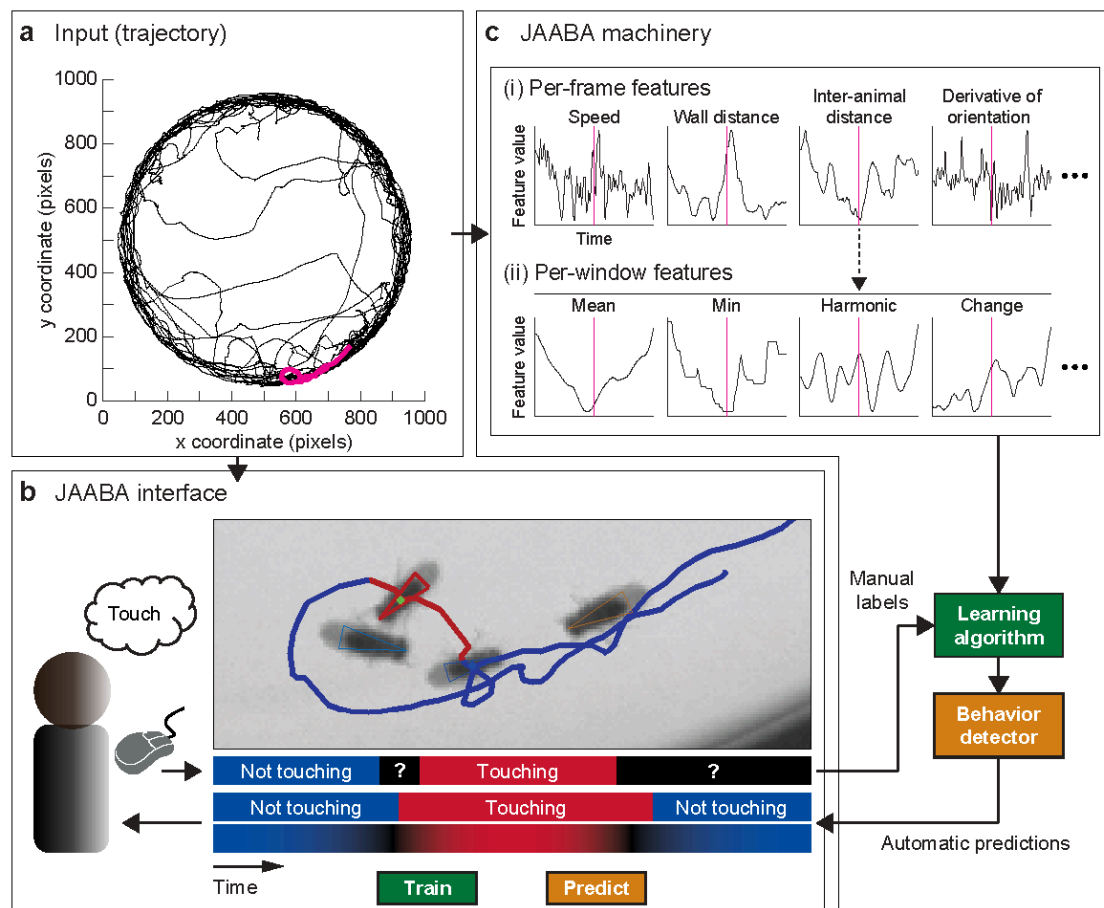 a Input (trajectory)
1000
800
600
400
200
0
y coordinate (pixels)
0 200 400 600 800 1000
x coordinate (pixels)
c JAABA machinery
(i) Per-frame features
Speed
Wall distance
Inter-animal
distance
Derivative of
orientation
Feature value
Time
•••
(ii) Per-window features
Mean
Min
Harmonic
Change
Feature value
•••
b JAABA interface
Touch
Not touching ? Touching ?
Not touching Touching Not touching
Time
Train
Predict
Manual
labels
Learning
algorithm
Behavior
detector
Automatic predictions